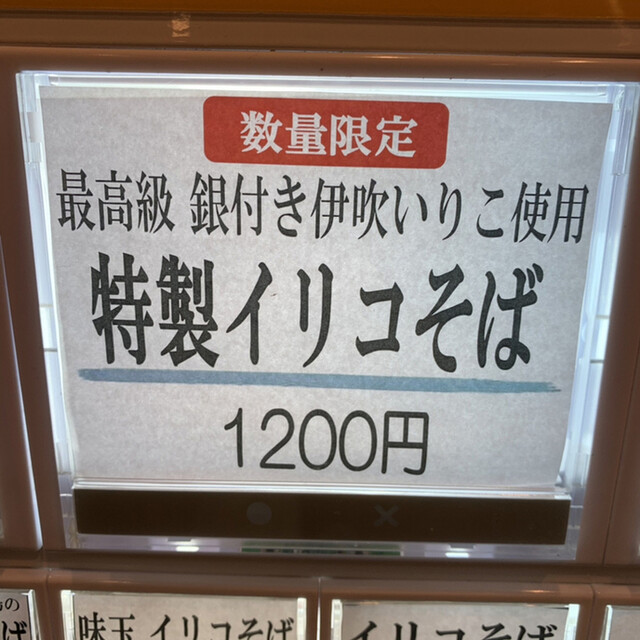 数量限定
最高級 銀付き伊吹いりこ使用
特製イリコそば
1200円
味玉 イリコそば
イリコそば